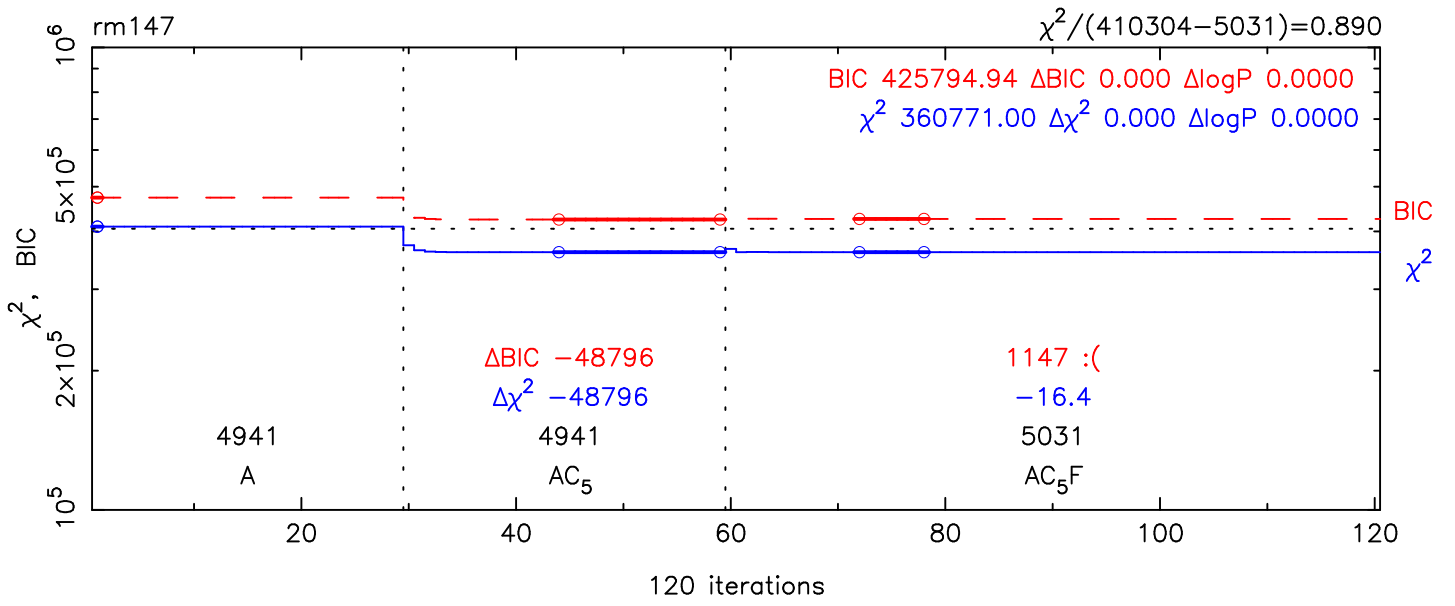 rm147
χ²/(410304−5031)=0.890
10⁶
BIC 425794.94 ΔBIC 0.000 ΔlogP 0.0000
χ² 360771.00 Δχ² 0.000 ΔlogP 0.0000
5×10⁵
BIC
χ²
χ², BIC
2×10⁵
ΔBIC −48796
1147 :(
Δχ² −48796
−16.4
4941
4941
5031
A
AC₅
AC₅F
10⁵
20 40 60 80 100 120
120 iterations